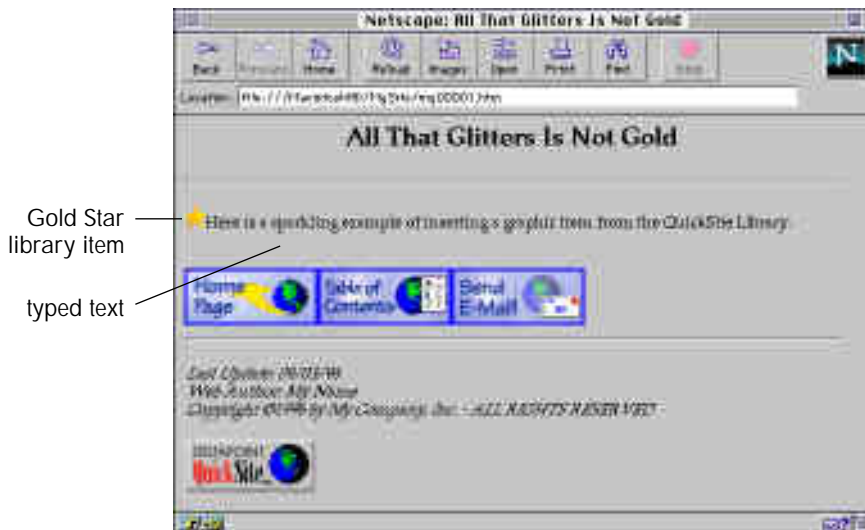 Netscape: All That Glitters Is Not Gold
Back Home Reload Images Open Print Find
Location:
All That Glitters Is Not Gold
Gold Star
library item
Here is a sparkling example of inserting a graphic item from the QuickSite Library.
typed text
Home Page
Table of Contents
Send E-Mail
Last Update:
Web Author: My Name
Copyright by My Company, Inc. - ALL RIGHTS RESERVED
QuickSite
N